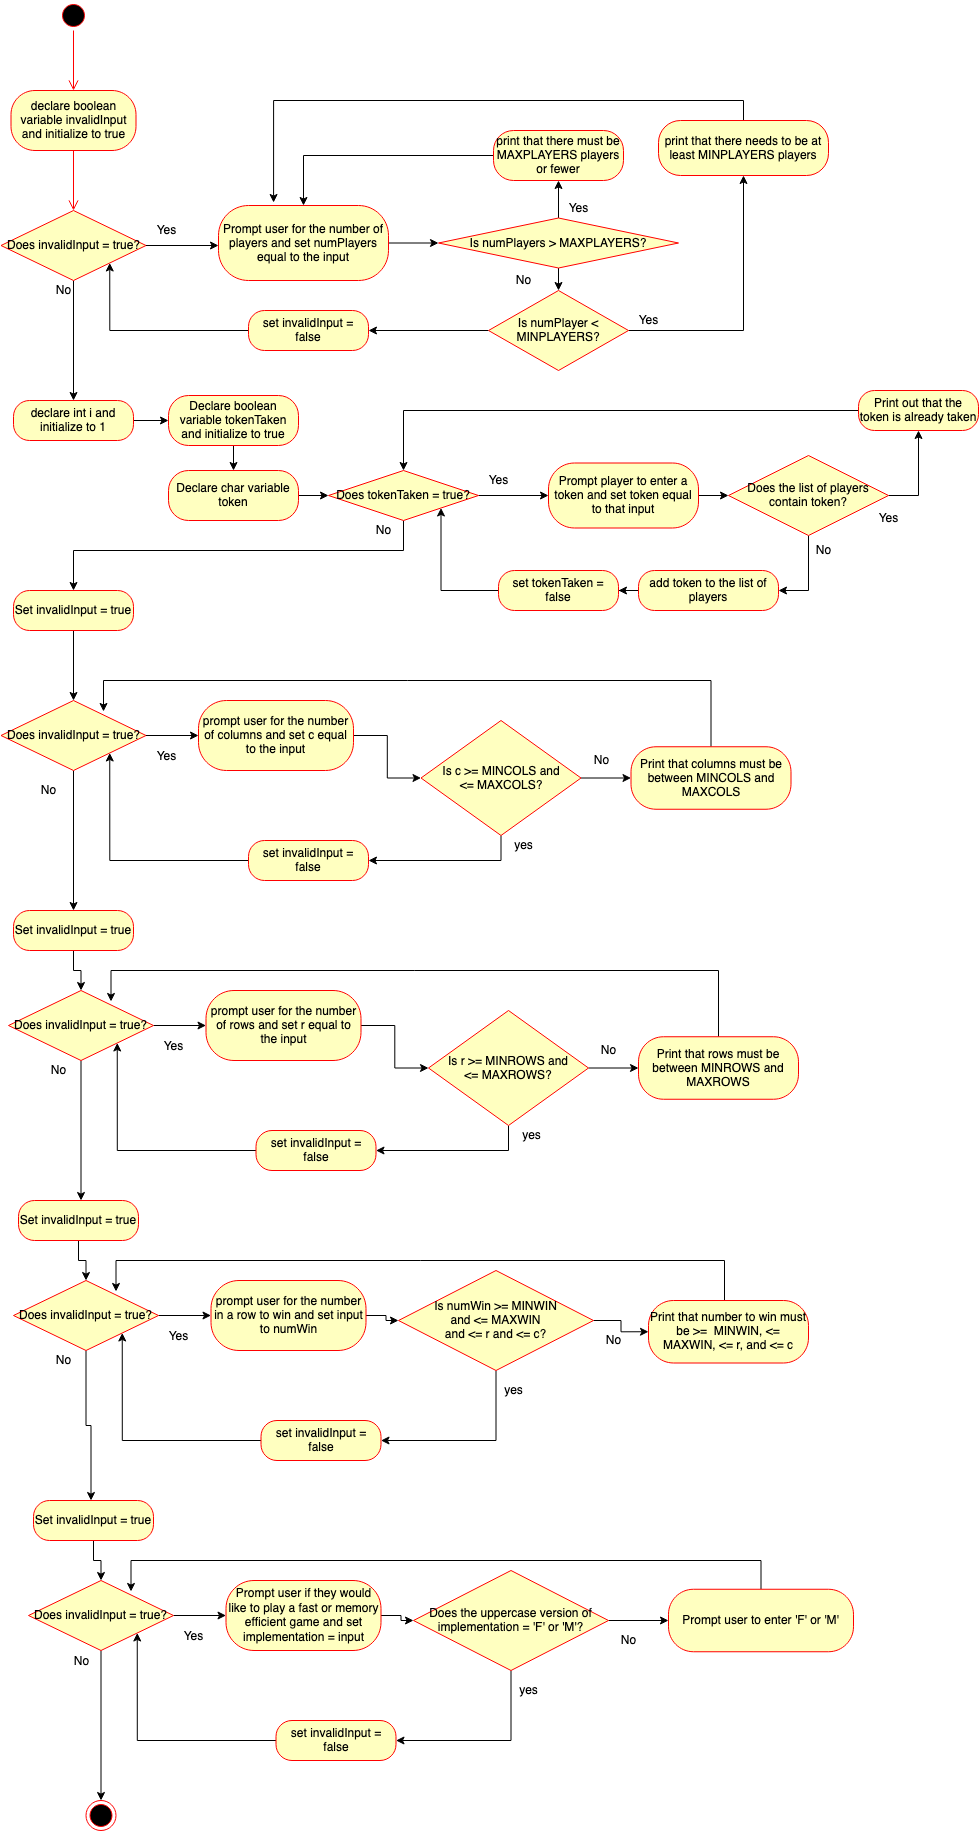 declare boolean
variable invalidInput
and initialize to true
print that there must be
MAXPLAYERS players
or fewer
print that there needs to be at
least MINPLAYERS players
Does invalidInput = true?
Yes
No
Prompt user for the number of
players and set numPlayers
equal to the input
Is numPlayers > MAXPLAYERS?
Yes
No
Is numPlayer <
MINPLAYERS?
Yes
set invalidInput =
false
declare int i and
initialize to 1
Declare boolean
variable tokenTaken
and initialize to true
Declare char variable
token
Does tokenTaken = true?
Yes
No
Prompt player to enter a
token and set token equal
to that input
Does the list of players
contain token?
Yes
No
Print out that the
token is already taken
add token to the list of
players
set tokenTaken =
false
Set invalidInput = true
Does invalidInput = true?
Yes
No
prompt user for the number
of columns and set c equal
to the input
Is c >= MINCOLS and
<= MAXCOLS?
No
yes
Print that columns must be
between MINCOLS and
MAXCOLS
set invalidInput =
false
Set invalidInput = true
Does invalidInput = true?
Yes
No
prompt user for the number
of rows and set r equal to
the input
Is r >= MINROWS and
<= MAXROWS?
No
yes
Print that rows must be
between MINROWS and
MAXROWS
set invalidInput =
false
Set invalidInput = true
Does invalidInput = true?
Yes
No
prompt user for the number
in a row to win and set input
to numWin
Is numWin >= MINWIN
and <= MAXWIN
and <= r and <= c?
No
yes
Print that number to win must
be >=  MINWIN, <=
MAXWIN, <= r, and <= c
set invalidInput =
false
Set invalidInput = true
Does invalidInput = true?
Yes
No
Prompt user if they would
like to play a fast or memory
efficient game and set
implementation = input
Does the uppercase version of
implementation = 'F' or 'M'?
No
yes
Prompt user to enter 'F' or 'M'
set invalidInput =
false